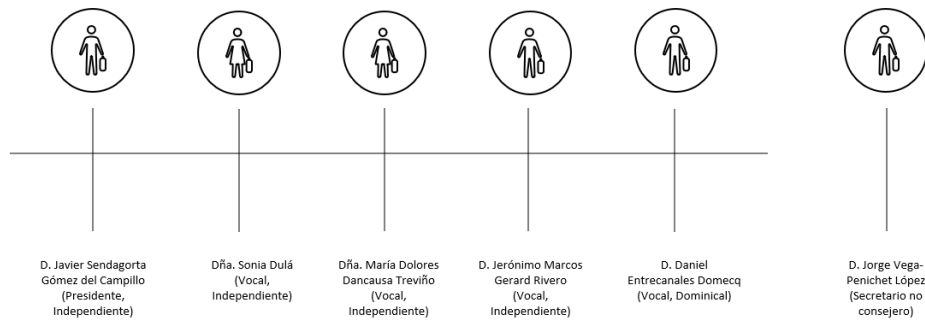 D. Javier Sendagorta
Gómez del Campillo
(Presidente,
Independiente)
Dña. Sonia Dulá
(Vocal,
Independiente)
Dña. María Dolores
Dancausa Treviño
(Vocal,
Independiente)
D. Jerónimo Marcos
Gerard Rivero
(Vocal,
Independiente)
D. Daniel
Entrecanales Domecq
(Vocal, Dominical)
D. Jorge Vega-
Penichet López
(Secretario no
consejero)